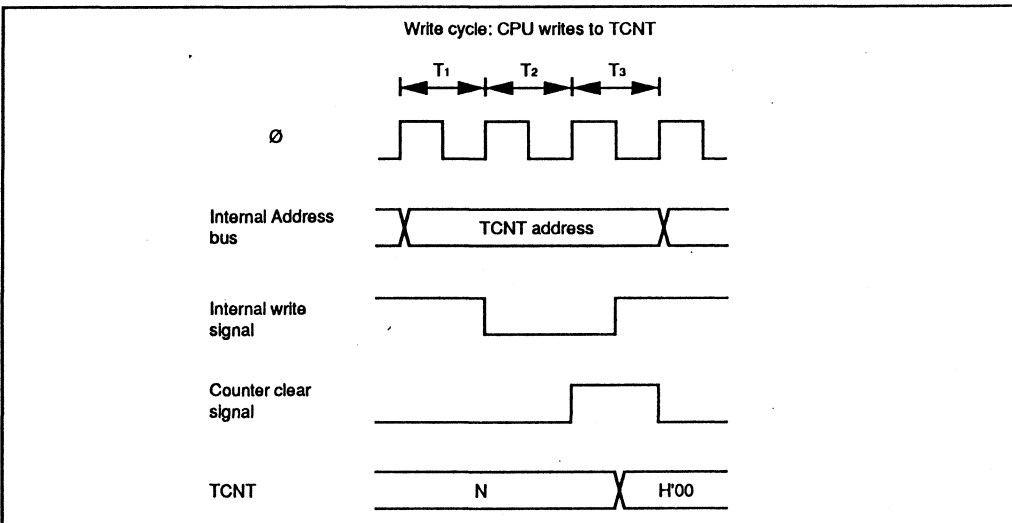 Write cycle: CPU writes to TCNT
T1 T2 T3
Ø
Internal Address
bus
TCNT address
Internal write
signal
Counter clear
signal
TCNT
N
H'00